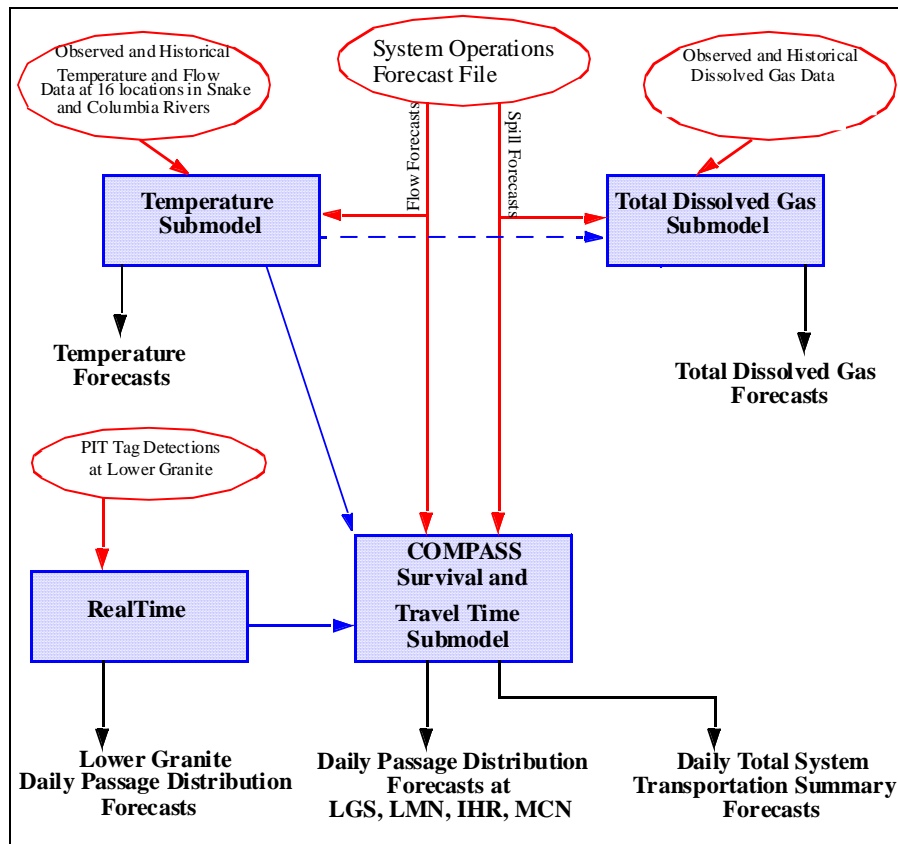 Observed and Historical
Temperature and Flow
Data at 16 locations in Snake
and Columbia Rivers
System Operations
Forecast File
Observed and Historical
Dissolved Gas Data
Flow Forecasts
Spill Forecasts
Temperature
Submodel
Total Dissolved Gas
Submodel
Temperature
Forecasts
Total Dissolved Gas
Forecasts
PIT Tag Detections
at Lower Granite
RealTime
COMPASS
Survival and
Travel Time
Submodel
Lower Granite
Daily Passage Distribution
Forecasts
Daily Passage Distribution
Forecasts at
LGS, LMN, IHR, MCN
Daily Total System
Transportation Summary
Forecasts